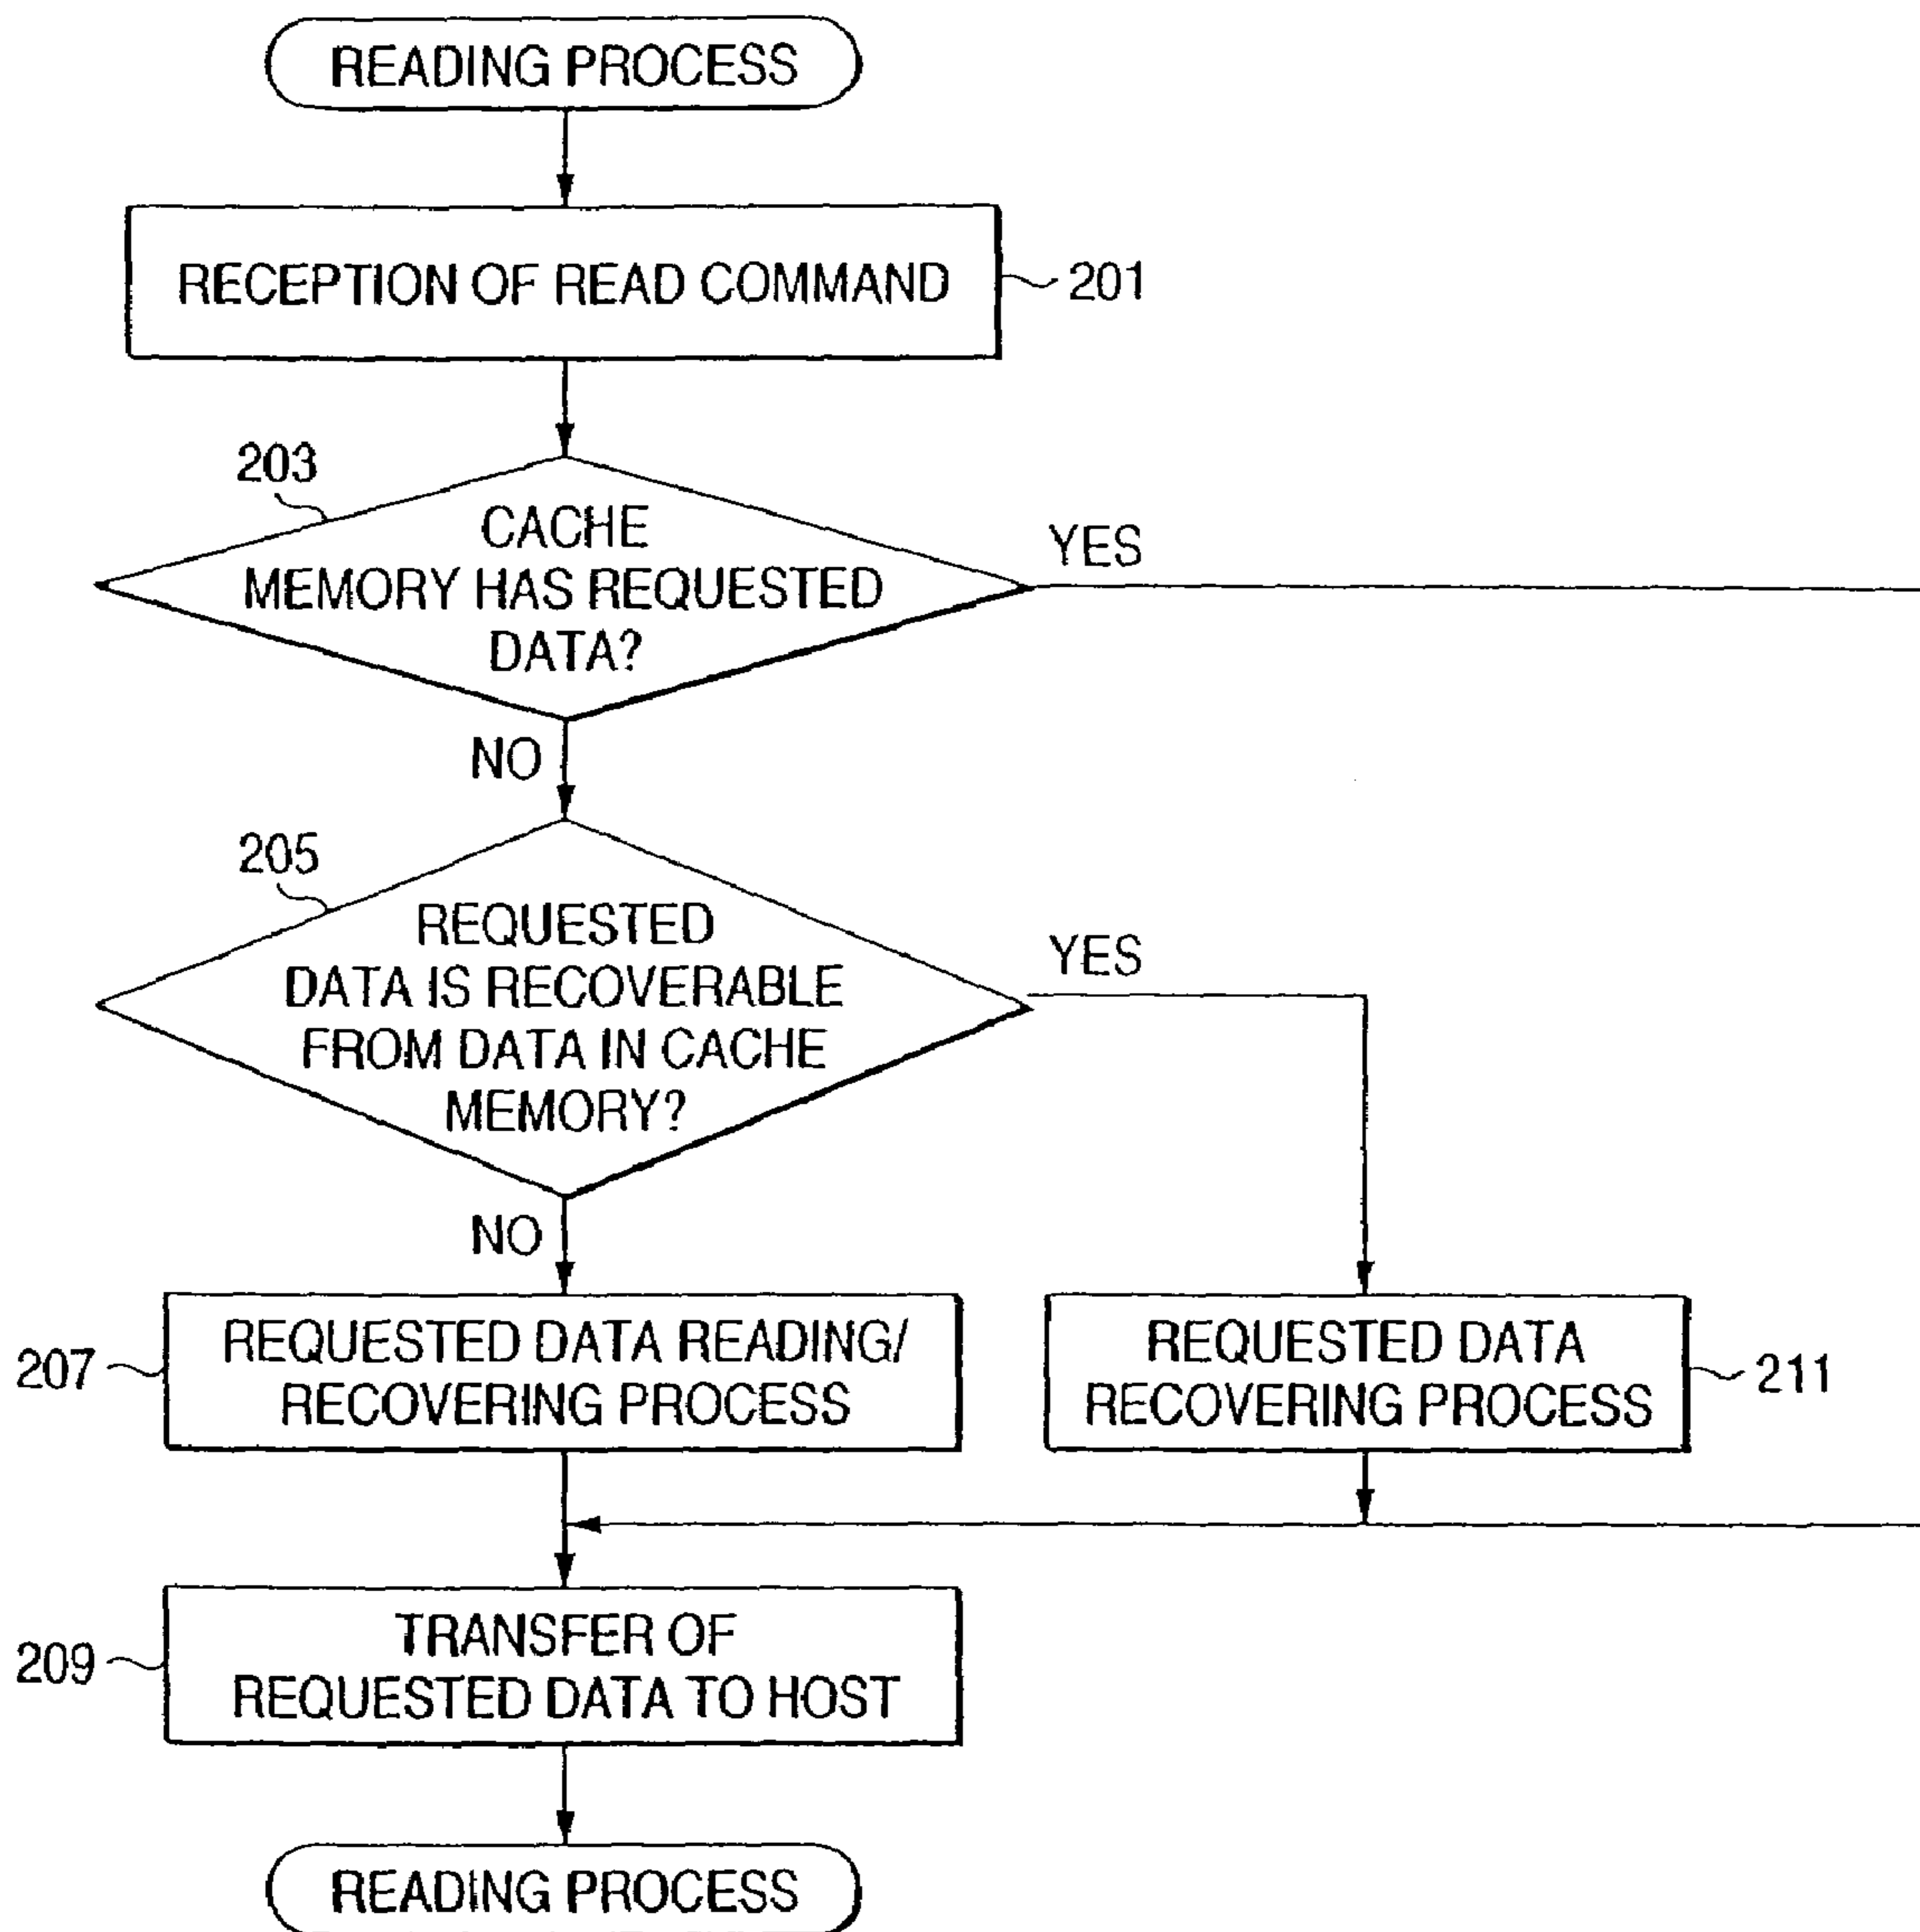 READING PROCESS
RECEPTION OF READ COMMAND
201
203
CACHE
MEMORY HAS REQUESTED
DATA?
YES
NO
205
REQUESTED
DATA IS RECOVERABLE
FROM DATA IN CACHE
MEMORY?
YES
NO
207
REQUESTED DATA READING/
RECOVERING PROCESS
REQUESTED DATA
RECOVERING PROCESS
211
209
TRANSFER OF
REQUESTED DATA TO HOST
READING PROCESS